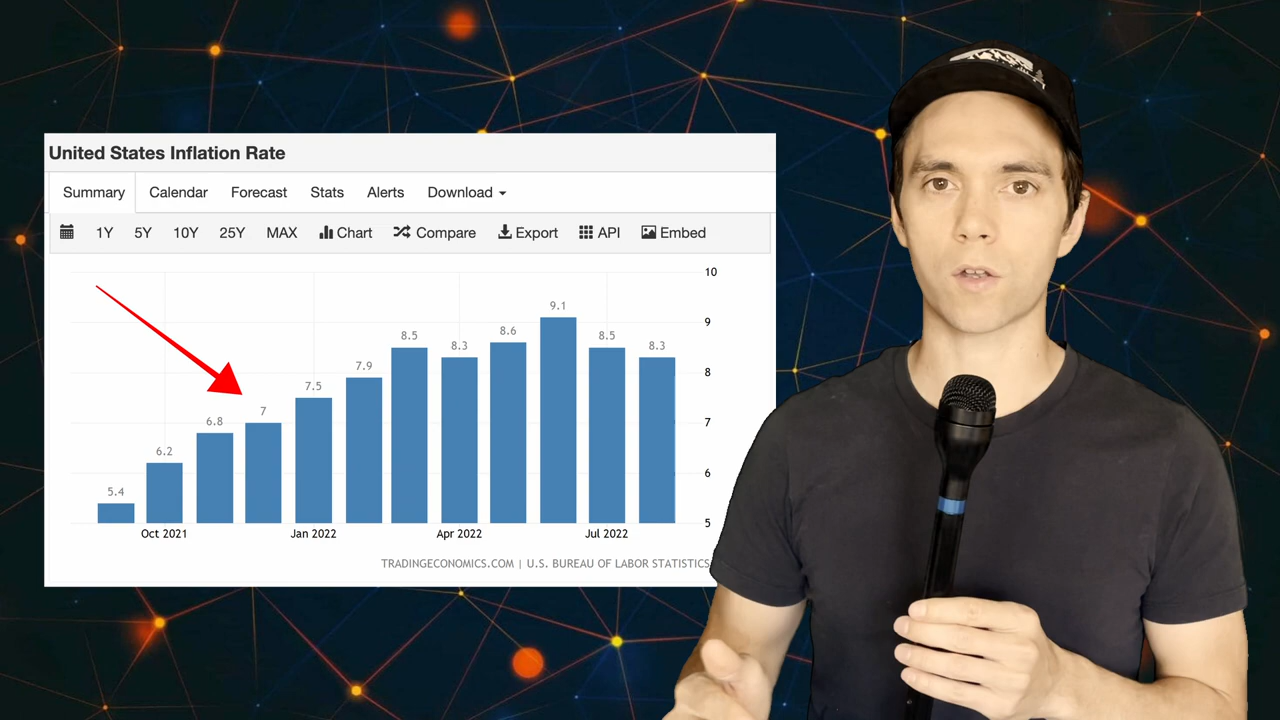 United States Inflation Rate
Summary Calendar Forecast Stats Alerts Download
1Y 5Y 10Y 25Y MAX Chart Compare Export API Embed
10
9.1
9
8.5 8.3 8.6 8.5 8.3
8
7.9
7.5
7
7
6.8
6.2
6
5.4
5
Oct 2021 Jan 2022 Apr 2022 Jul 2022
TRADINGECONOMICS.COM | U.S. BUREAU OF LABOR STATISTICS